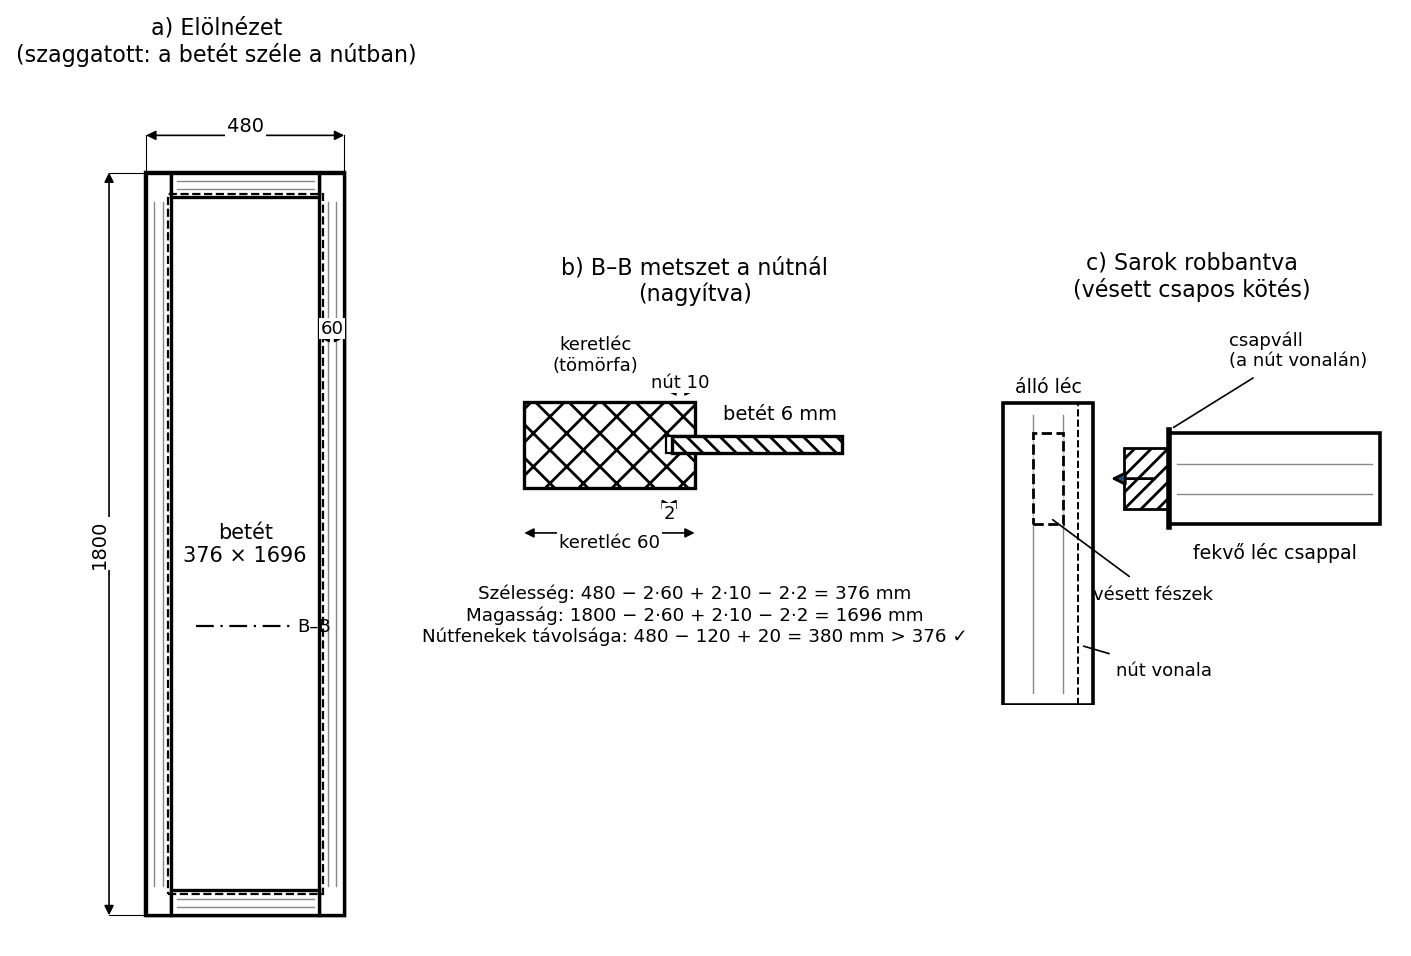 a) Elölnézet
(szaggatott: a betét széle a nútban)
480
60
1800
betét
376 × 1696
B–B
b) B–B metszet a nútnál
(nagyítva)
keretléc
(tömörfa)
nút 10
betét 6 mm
2
keretléc 60
Szélesség: 480 − 2·60 + 2·10 − 2·2 = 376 mm
Magasság: 1800 − 2·60 + 2·10 − 2·2 = 1696 mm
Nútfenekek távolsága: 480 − 120 + 20 = 380 mm > 376 ✓
c) Sarok robbantva
(vésett csapos kötés)
csapváll
(a nút vonalán)
álló léc
fekvő léc csappal
vésett fészek
nút vonala